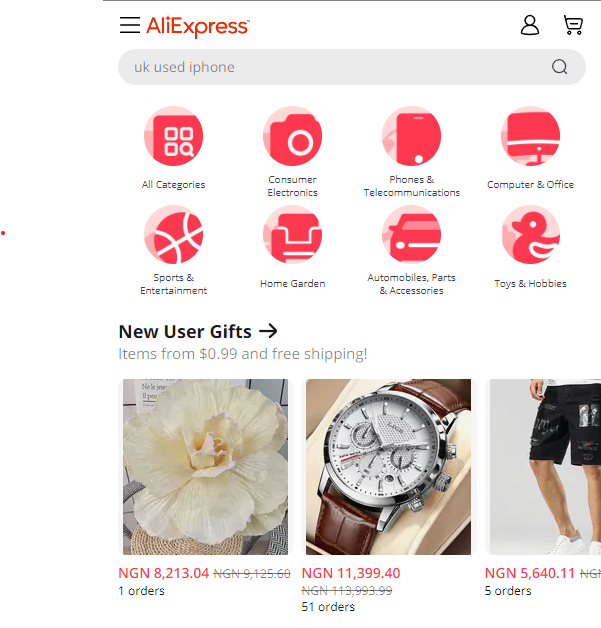 AliExpress
uk used iphone
All Categories
Consumer
Electronics
Phones &
Telecommunications
Computer & Office
Sports &
Entertainment
Home Garden
Automobiles, Parts
& Accessories
Toys & Hobbies
New User Gifts →
Items from $0.99 and free shipping!
NGN 8,213.04 NGN 9,125.60
1 orders
NGN 11,399.40
NGN 113,993.99
51 orders
NGN 5,640.11
5 orders